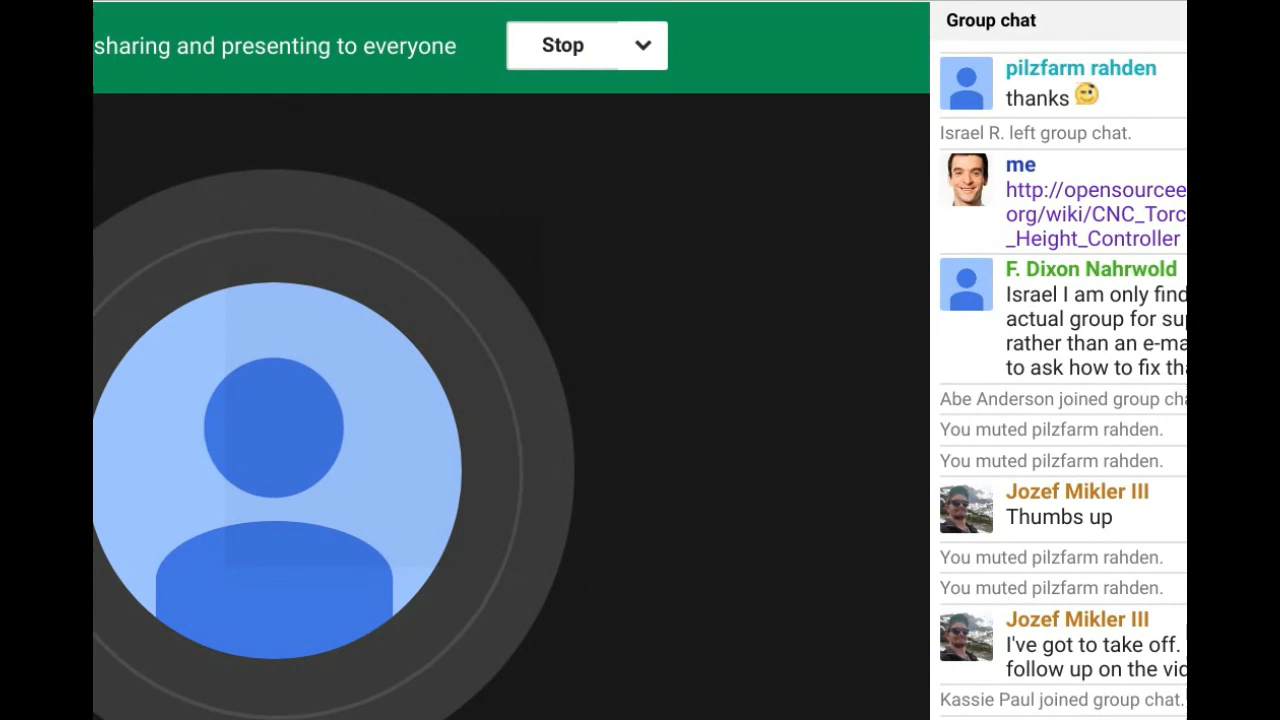 sharing and presenting to everyone
Stop
Group chat
pilzfarm rahden
thanks
Israel R. left group chat.
me
http://opensourcee
org/wiki/CNC_Torc
_Height_Controller
F. Dixon Nahrwold
Israel I am only find
actual group for su
rather than an e-ma
to ask how to fix th
Abe Anderson joined group ch
You muted pilzfarm rahden.
You muted pilzfarm rahden.
Jozef Mikler III
Thumbs up
You muted pilzfarm rahden.
You muted pilzfarm rahden.
Jozef Mikler III
I've got to take off.
follow up on the vid
Kassie Paul joined group chat.